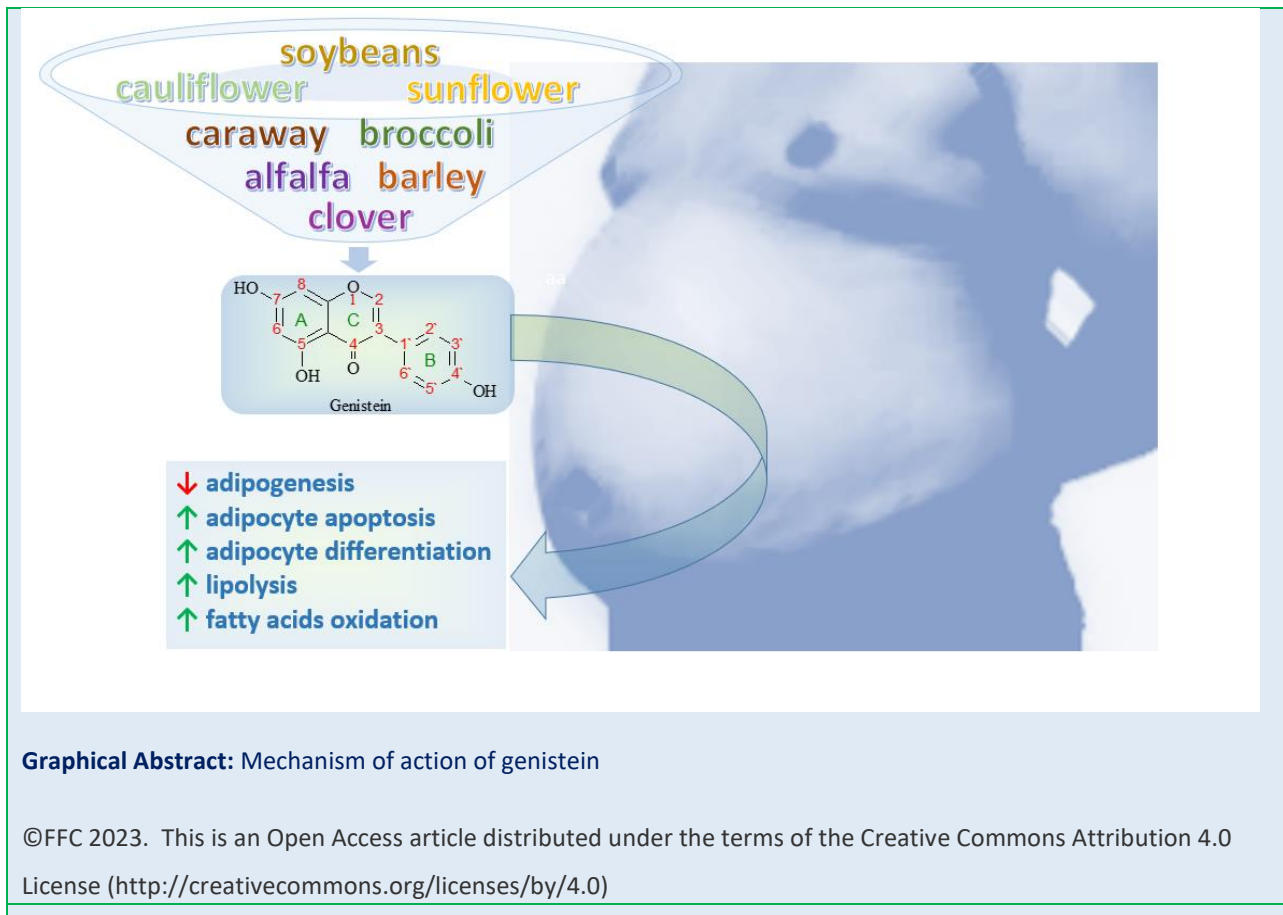 soybeans
cauliflower sunflower
caraway broccoli
alfalfa barley
clover
aa
8 O
HO 7 1 2
A C
6 3 1` 2` 3`
5 4 B
OH O 6` 5` 4` OH
Genistein
↓ adipogenesis
↑ adipocyte apoptosis
↑ adipocyte differentiation
↑ lipolysis
↑ fatty acids oxidation
Graphical Abstract: Mechanism of action of genistein
©FFC 2023. This is an Open Access article distributed under the terms of the Creative Commons Attribution 4.0
License (http://creativecommons.org/licenses/by/4.0)